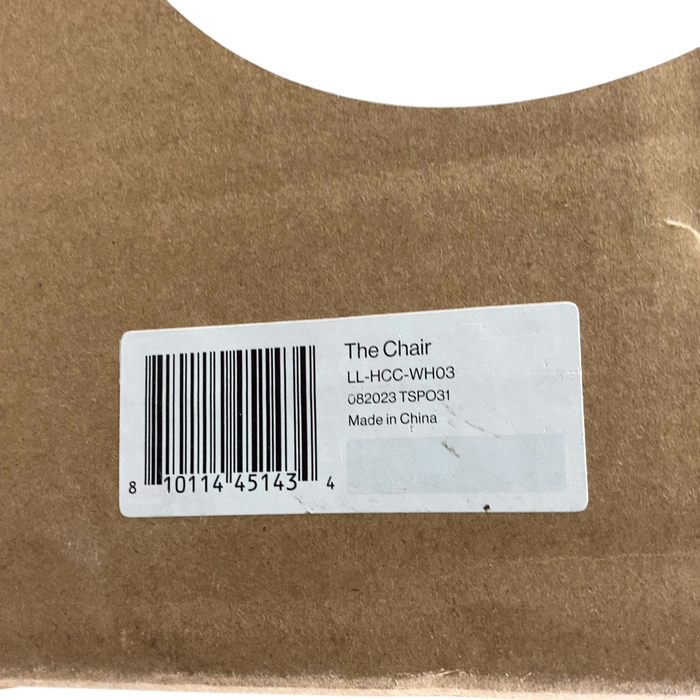 The Chair
LL-HCC-WH03
082023 TSPO31
Made in China
8 10114 45143 4